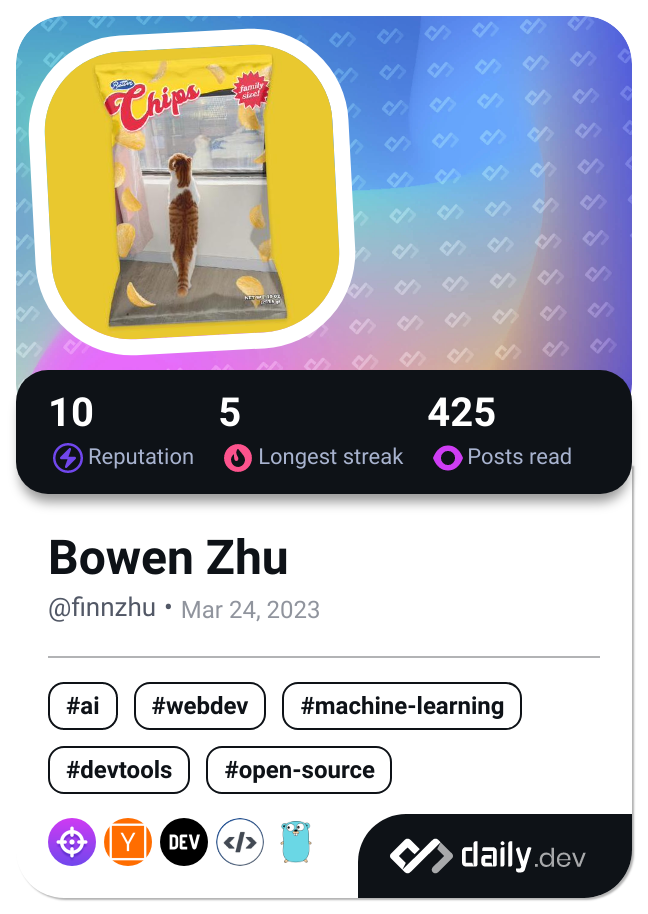 Chips
family
size!
10
5
425
Reputation
Longest streak
Posts read
Bowen Zhu
@finnzhu • Mar 24, 2023
#ai
#webdev
#machine-learning
#devtools
#open-source
Y
DEV
</>
daily.dev